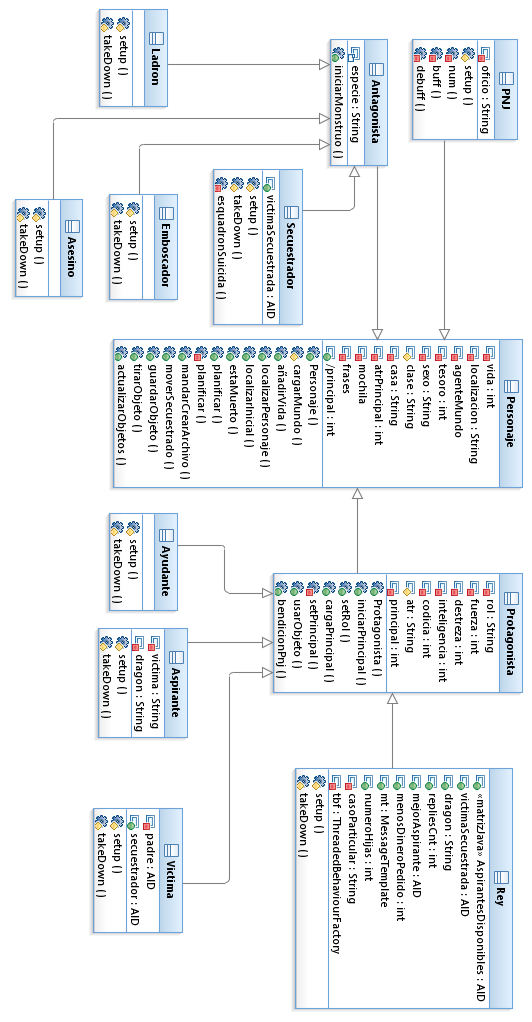 PNJ
oficio : String
setup ( )
num ( )
buff ( )
debuff ( )
Antagonista
especie : String
iniciarMonstruo ( )
Ladron
setup ( )
takeDown ( )
Secuestrador
victimaSecuestrada : AID
setup ( )
takeDown ( )
esquadronSuicida ( )
Emboscador
setup ( )
takeDown ( )
Asesino
setup ( )
takeDown ( )
Personaje
vida : int
localizacion : String
agenteMundo
tesoro : int
sexo : String
clase : String
casa : String
atrPrincipal : int
mochila
frases
/principal : int
Personaje ( )
cargarMundo ( )
añadirVida ( )
localizarPersonaje ( )
localizarInicial ( )
estaMuerto ( )
planificar ( )
planificar ( )
mandarCrearArchivo ( )
moverSecuestrado ( )
guardarObjeto ( )
tirarObjeto ( )
actualizarObjetos ( )
Protagonista
rol : String
fuerza : int
destreza : int
inteligencia : int
codicia : int
atr : String
principal : int
Protagonista ( )
iniciarPrincipal ( )
setRol ( )
cargaPrincipal ( )
setPrincipal ( )
usarObjeto ( )
bendicionPnj ( )
Ayudante
setup ( )
takeDown ( )
Aspirante
victima : String
dragon : String
setup ( )
takeDown ( )
Rey
«matrizJava» AspirantesDisponibles : AID
victimaSecuestrada : AID
dragon : String
repliesCnt : int
mejorAspirante : AID
menosDineroPedido : int
mt : MessageTemplate
numeroHijas : int
casoParticular : String
tbf : ThreadedBehaviourFactory
setup ( )
takeDown ( )
Victima
padre : AID
secuestrador : AID
setup ( )
takeDown ( )